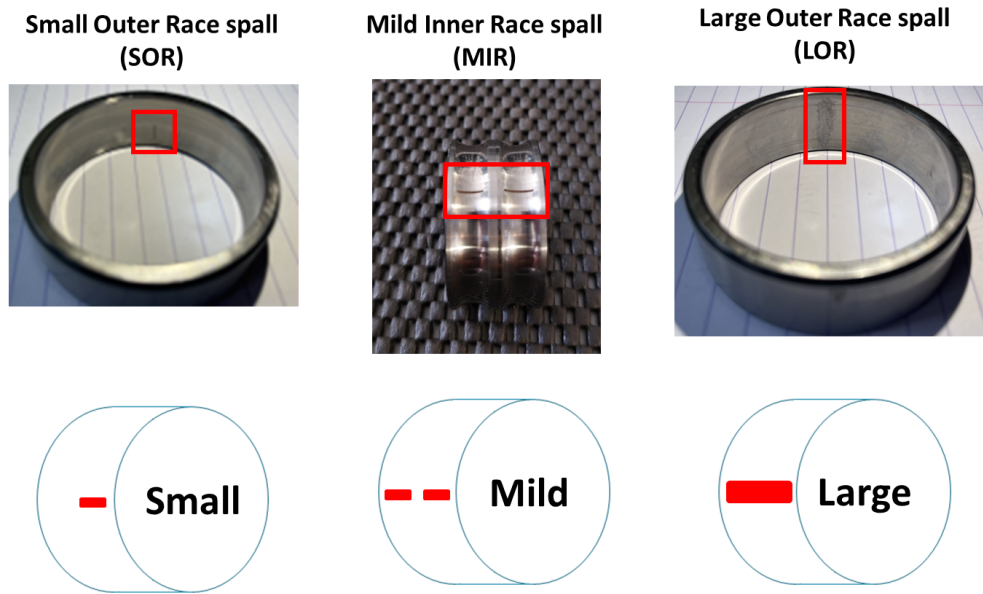 Small Outer Race spall
(SOR)
Mild Inner Race spall
(MIR)
Large Outer Race spall
(LOR)
Small
Mild
Large